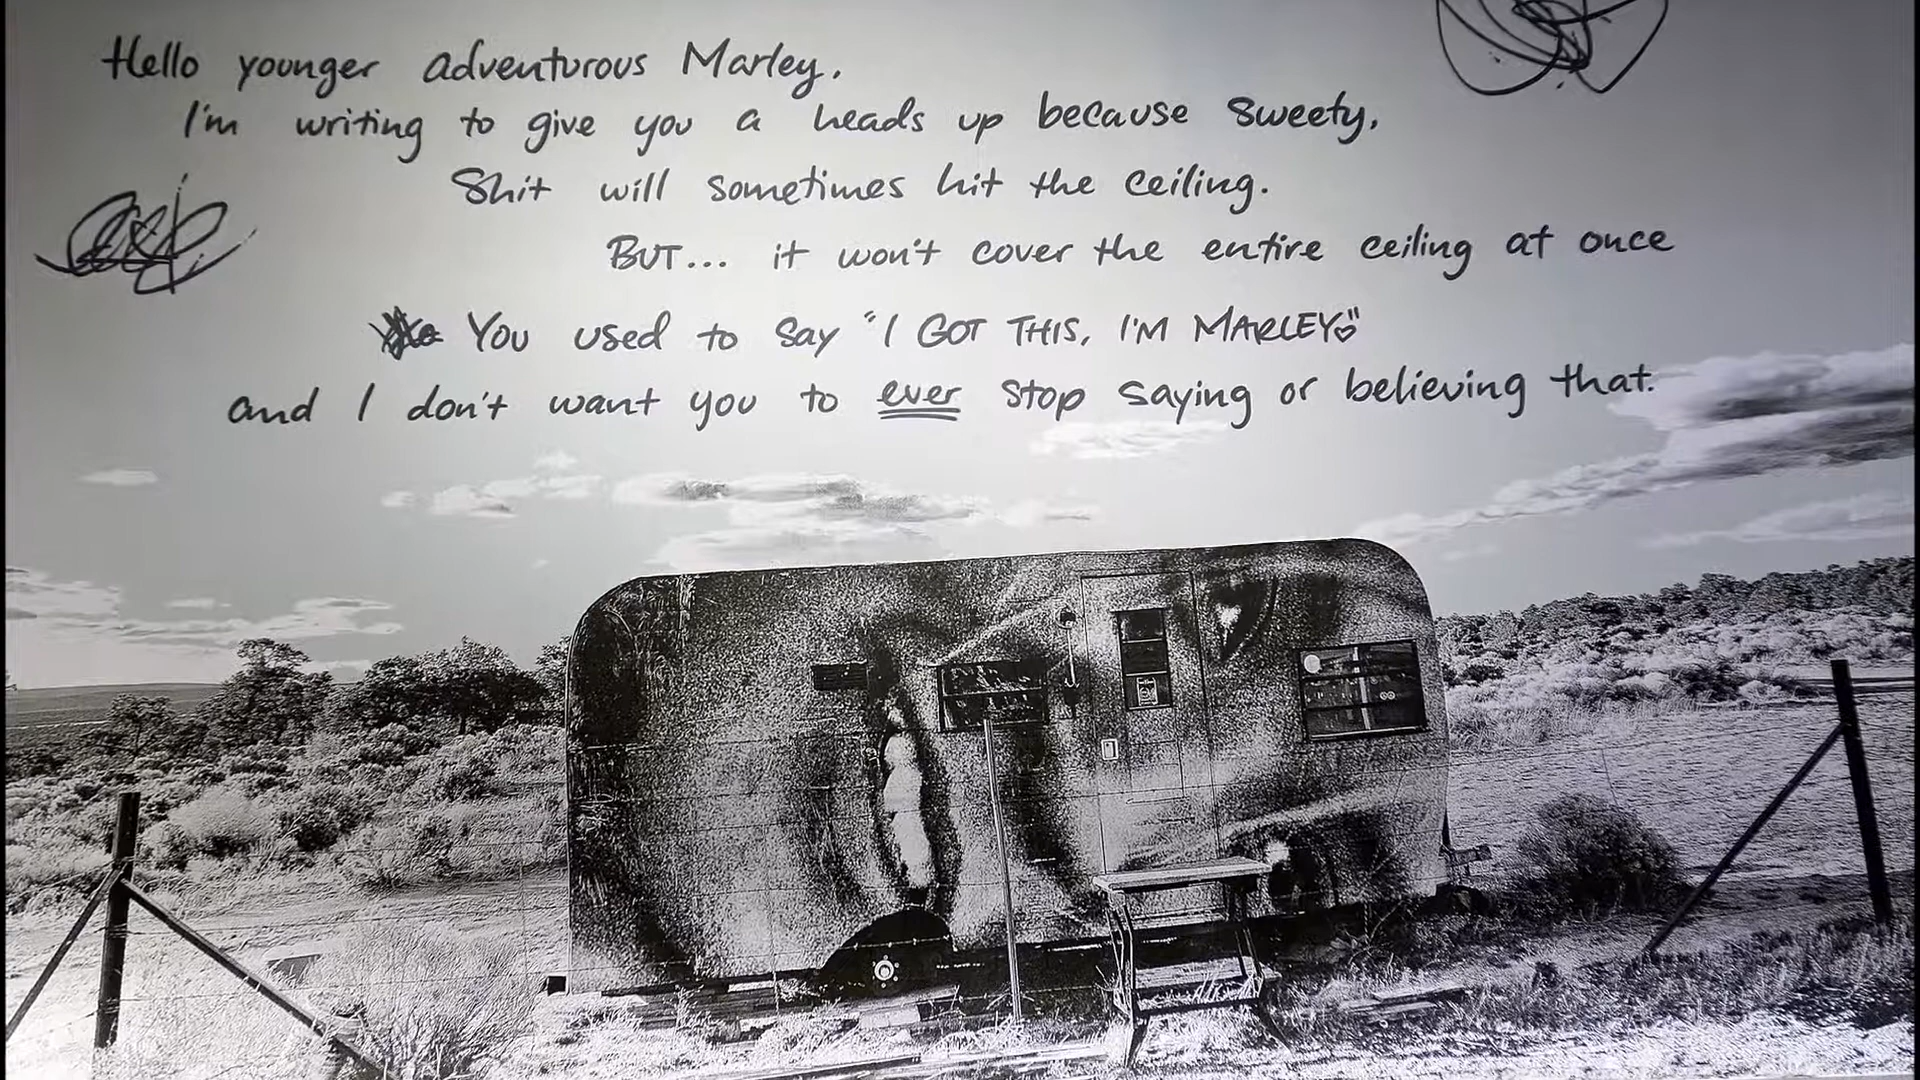 Hello younger adventurous Marley.
I'm writing to give you a heads up because sweety,
Shit will sometimes hit the ceiling.
BUT... it won't cover the entire ceiling at once
You used to say "I GOT THIS, I'M MARLEY♡"
and I don't want you to ever stop saying or believing that.